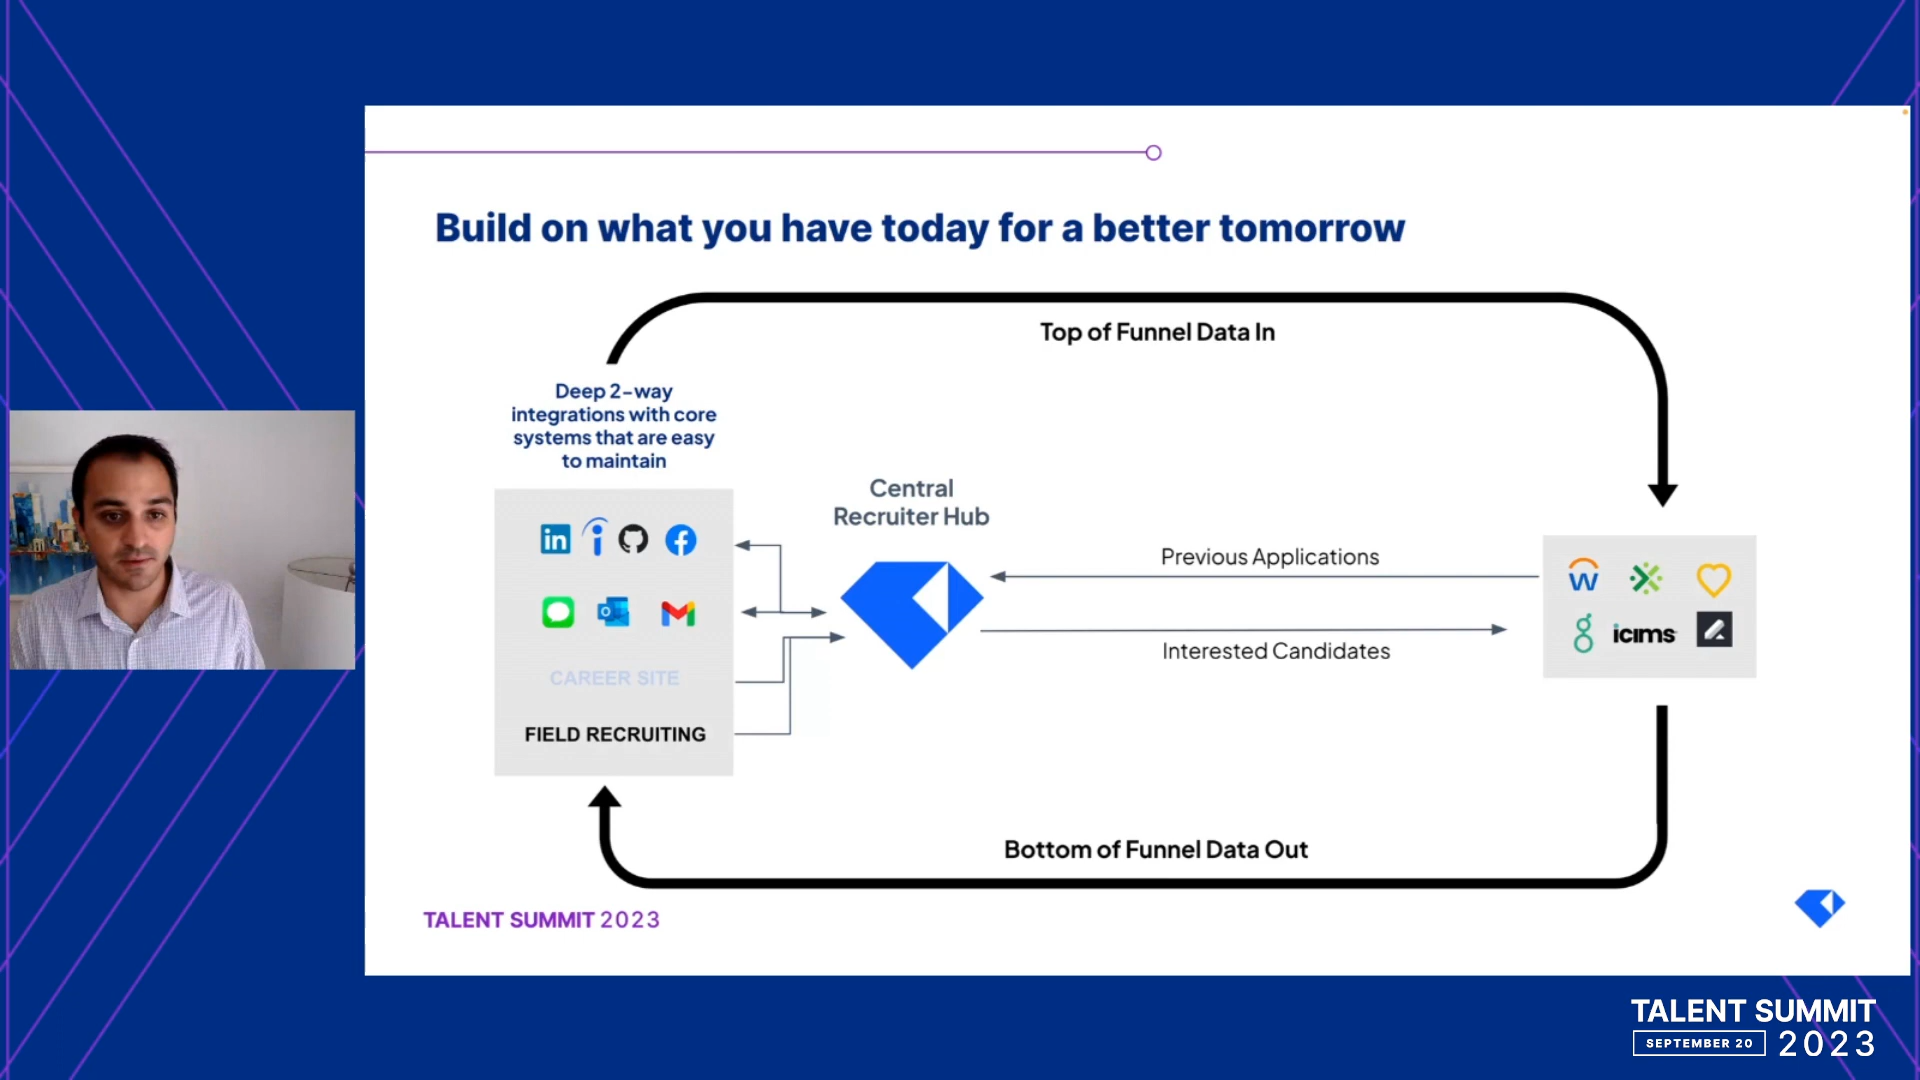 Build on what you have today for a better tomorrow
Top of Funnel Data In
Deep 2-way
integrations with core
systems that are easy
to maintain
Central
Recruiter Hub
in
Previous Applications
Interested Candidates
icims
CAREER SITE
FIELD RECRUITING
Bottom of Funnel Data Out
TALENT SUMMIT 2023
TALENT SUMMIT
SEPTEMBER 20 2023